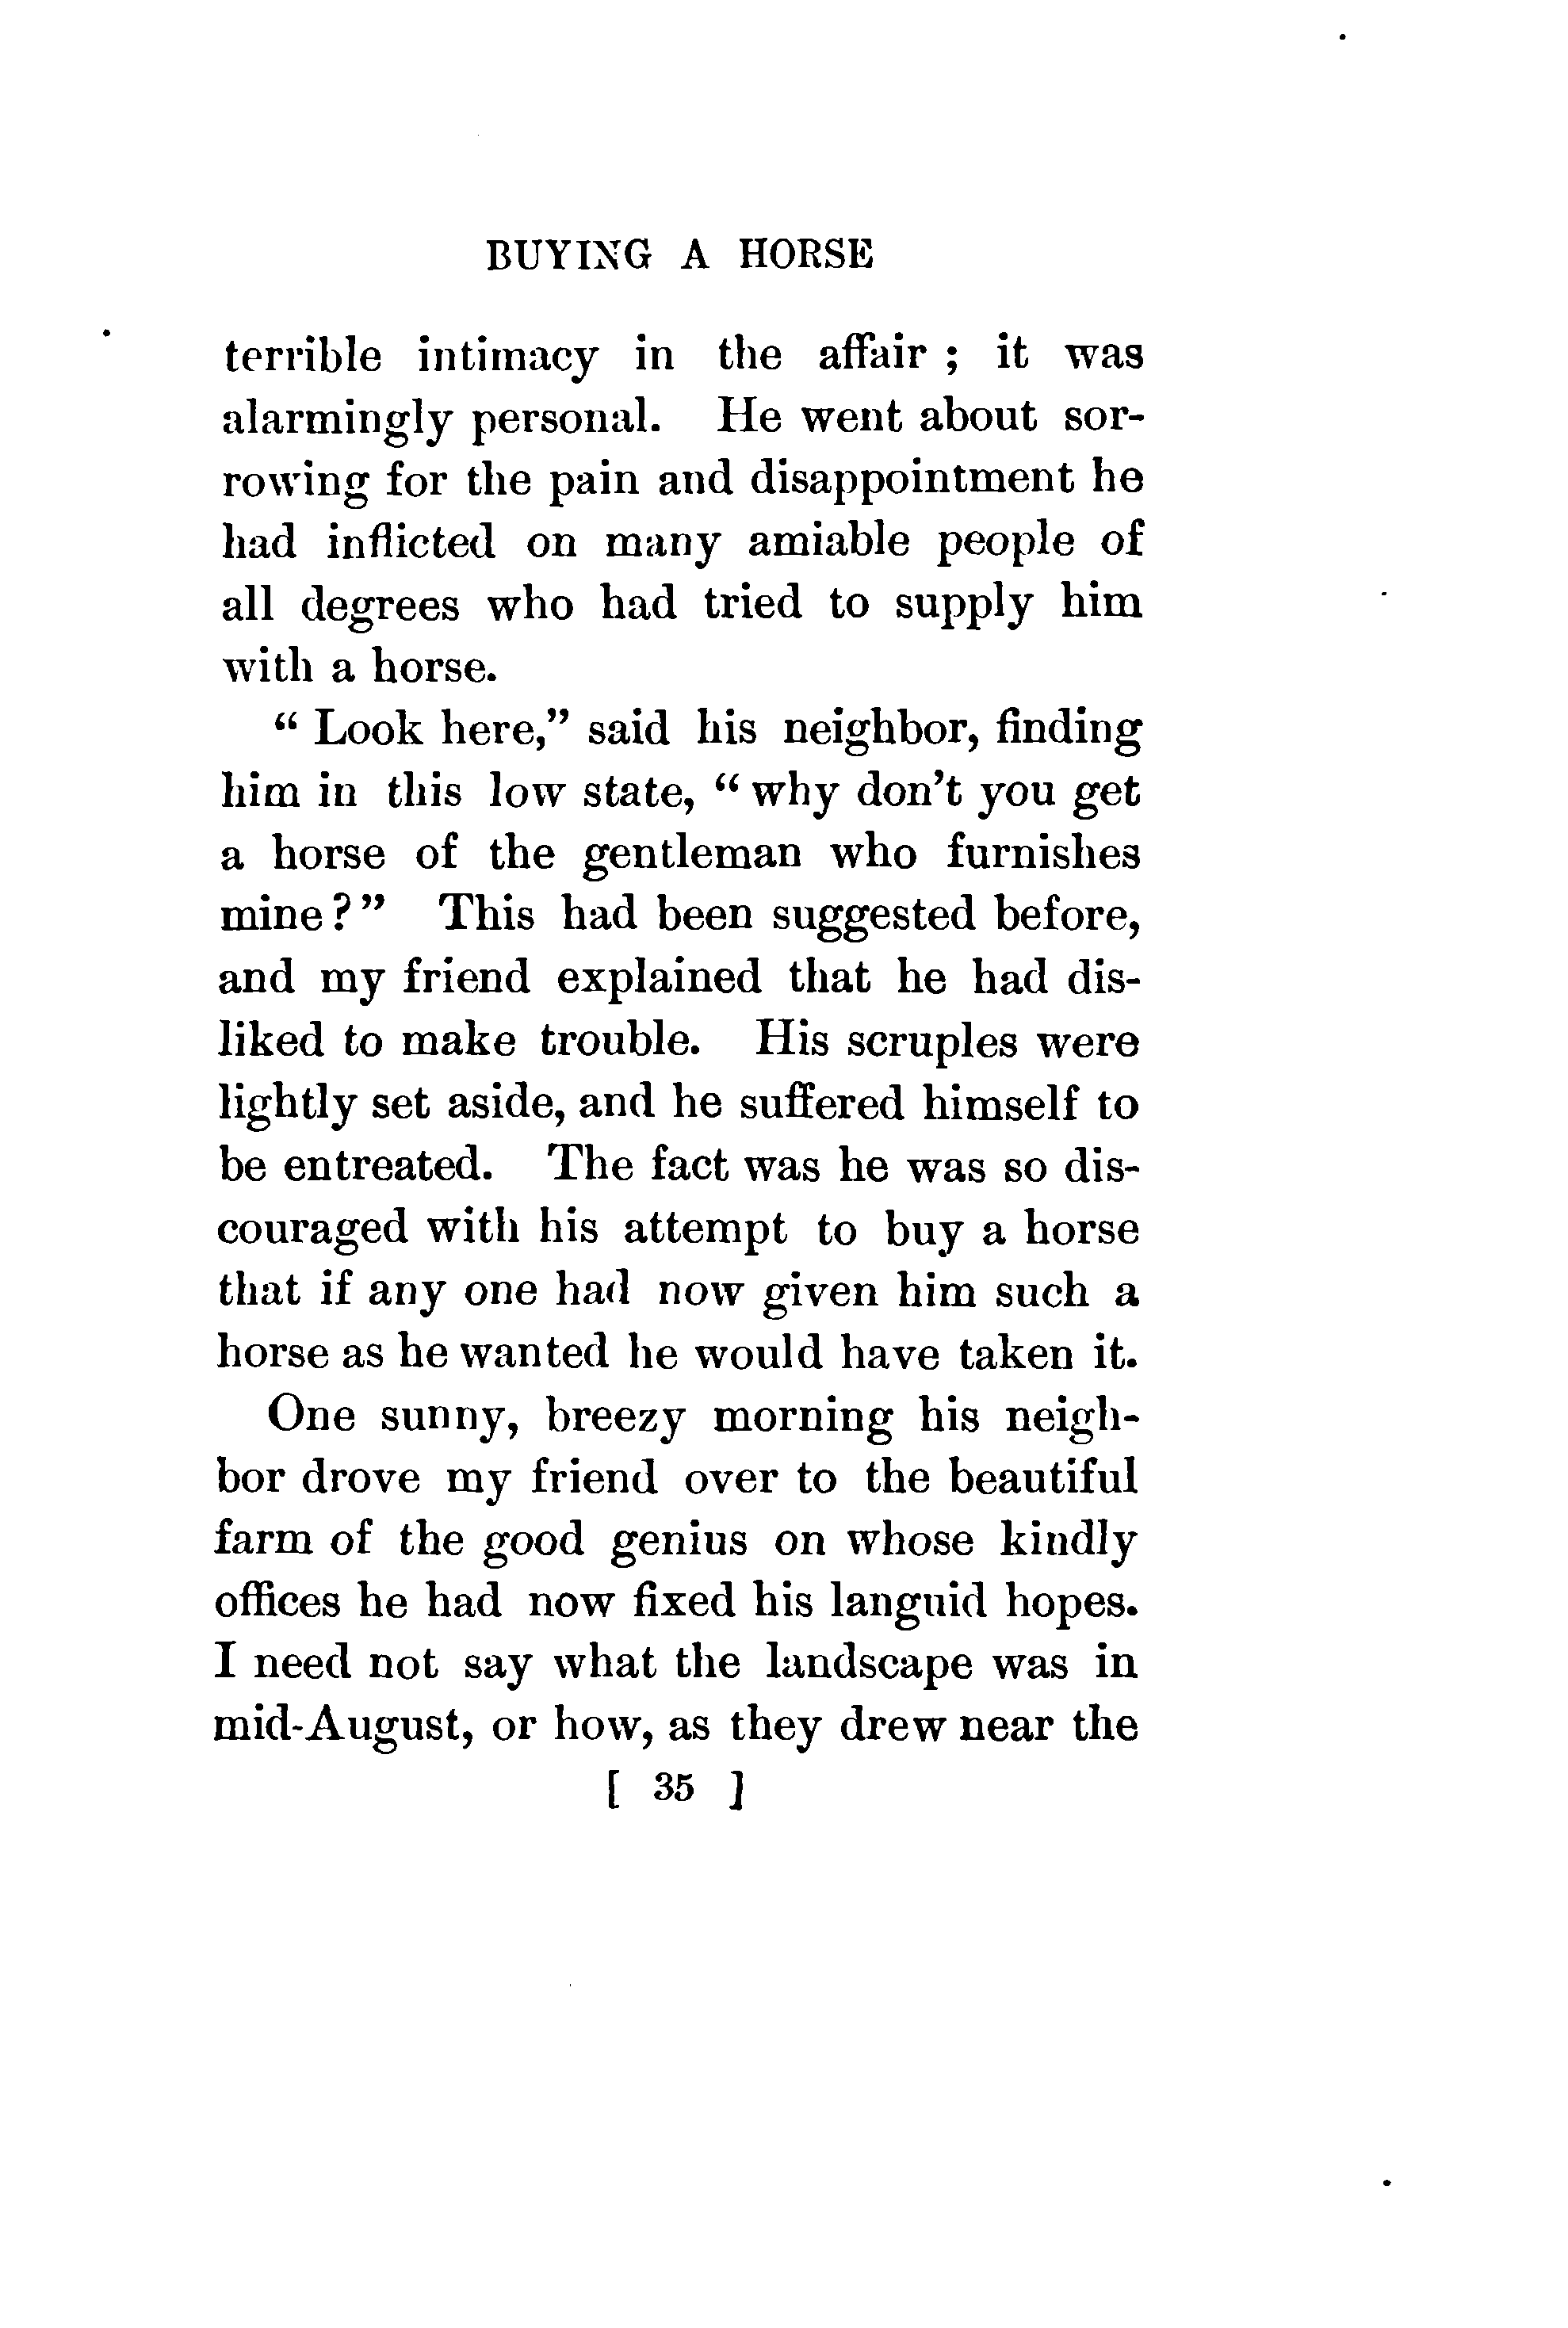 BUYING A HORSE
terrible intimacy in the affair ; it was
alarmingly personal. He went about sor-
rowing for the pain and disappointment he
had inflicted on many amiable people of
all degrees who had tried to supply him
with a horse.
“ Look here,” said his neighbor, finding
him in this low state, “ why don’t you get
a horse of the gentleman who furnishes
mine ? ” This had been suggested before,
and my friend explained that he had dis-
liked to make trouble. His scruples were
lightly set aside, and he suffered himself to
be entreated. The fact was he was so dis-
couraged with his attempt to buy a horse
that if any one had now given him such a
horse as he wanted he would have taken it.
One sunny, breezy morning his neigh-
bor drove my friend over to the beautiful
farm of the good genius on whose kindly
offices he had now fixed his languid hopes.
I need not say what the landscape was in
mid-August, or how, as they drew near the
[ 35 ]